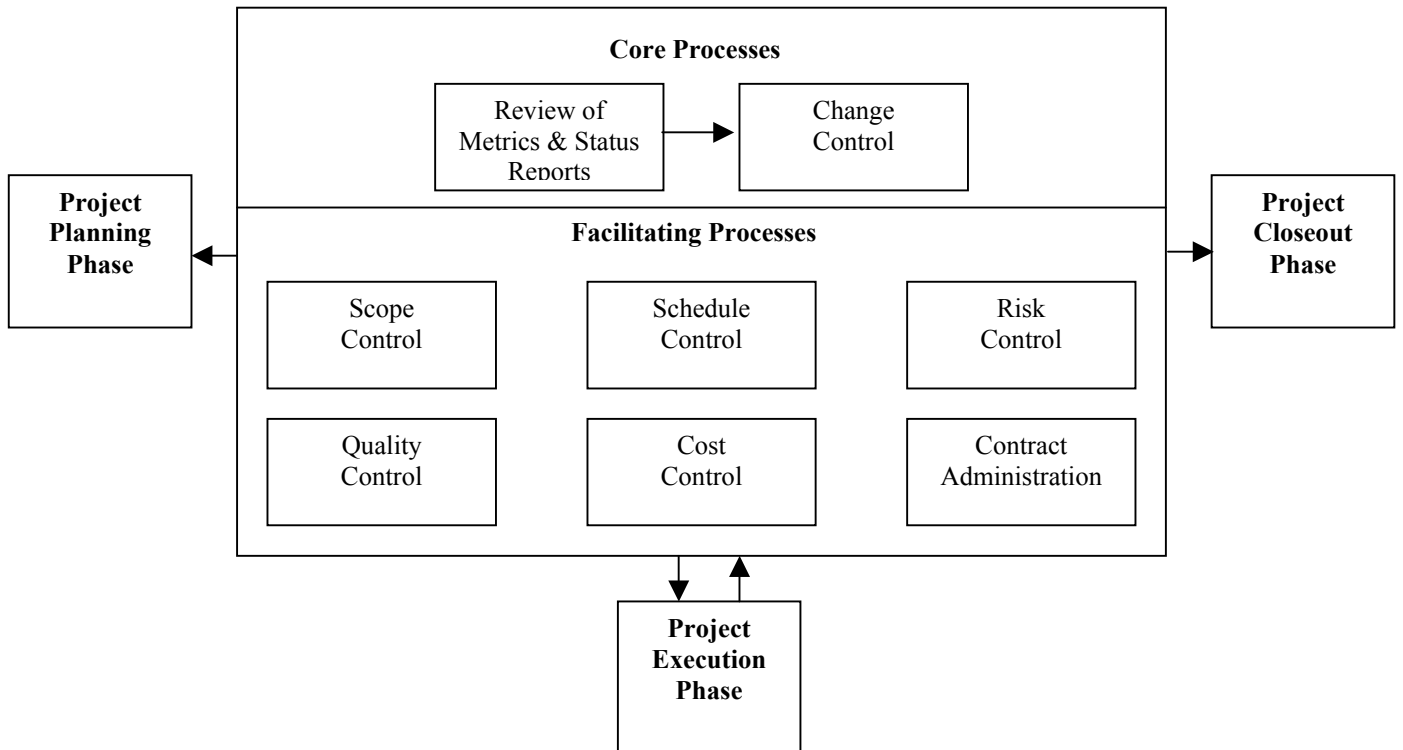 Core Processes
Review of
Metrics & Status
Reports
Change
Control
Project
Planning
Phase
Project
Closeout
Phase
Facilitating Processes
Scope
Control
Schedule
Control
Risk
Control
Quality
Control
Cost
Control
Contract
Administration
Project
Execution
Phase